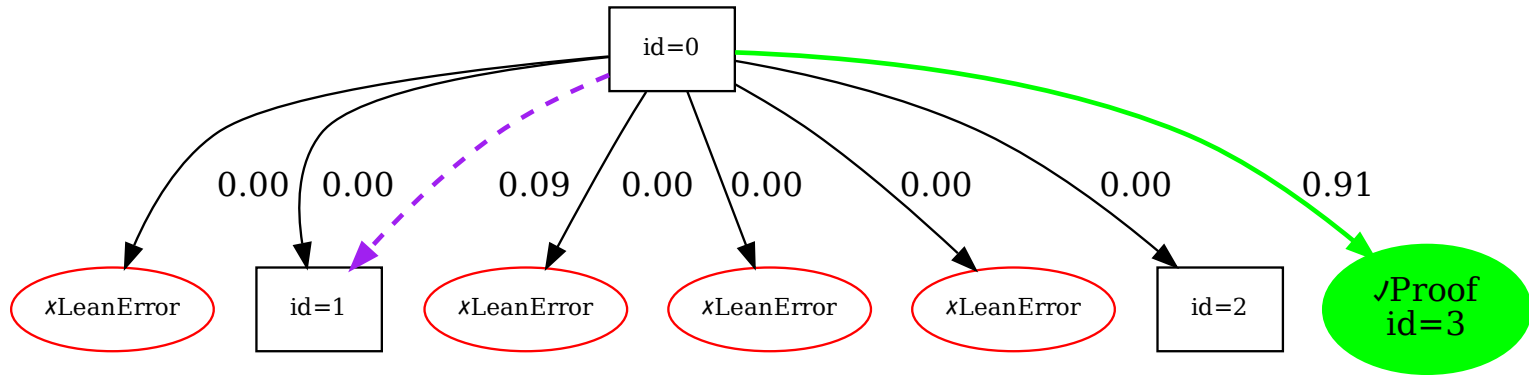 id=0
0.00
0.00
0.09
0.00
0.00
0.00
0.00
0.91
✗LeanError
id=1
✗LeanError
✗LeanError
✗LeanError
id=2
✓Proof
id=3